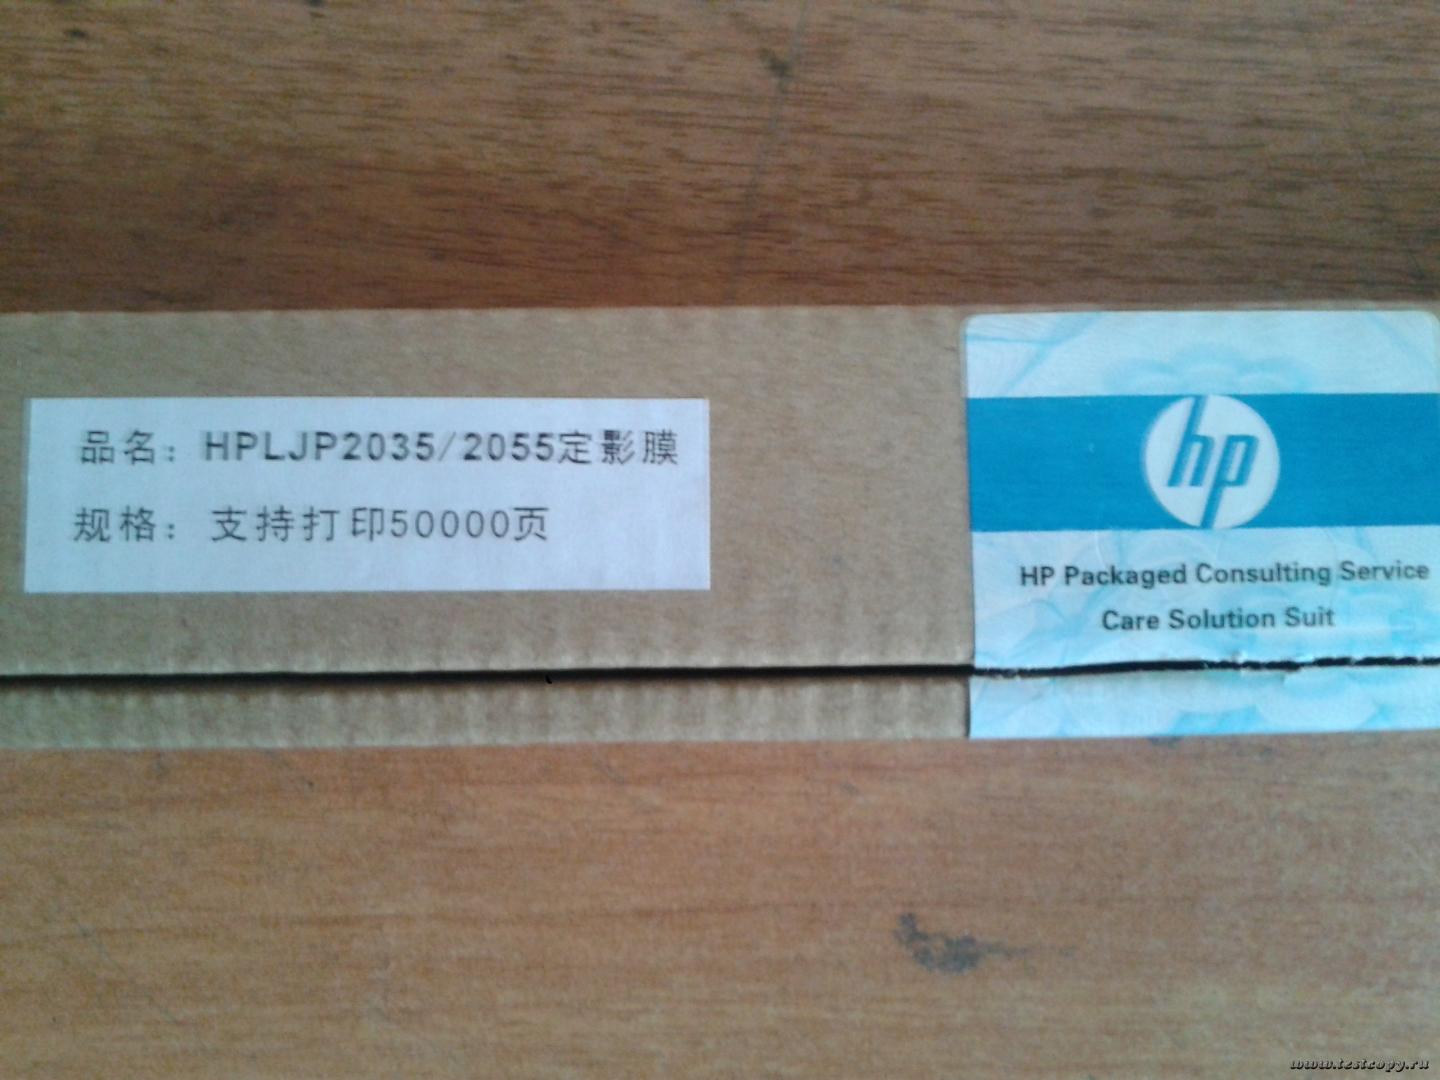 品名：HPLJP2035/2055定影膜
规格：支持打印50000页
hp
HP Packaged Consulting Service
Care Solution Suit
www.testcopy.ru